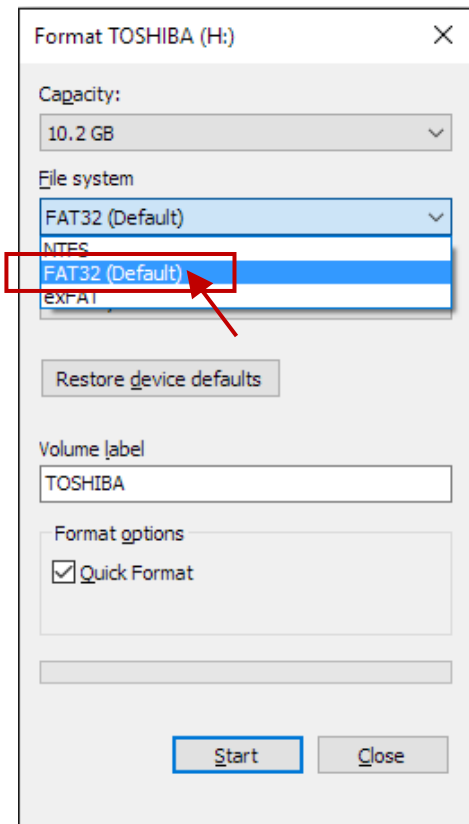 Format TOSHIBA (H:)
Capacity:
10.2 GB
File system
FAT32 (Default)
NTFS
FAT32 (Default)
exFAT
Restore device defaults
Volume label
TOSHIBA
Format options
Quick Format
Start
Close